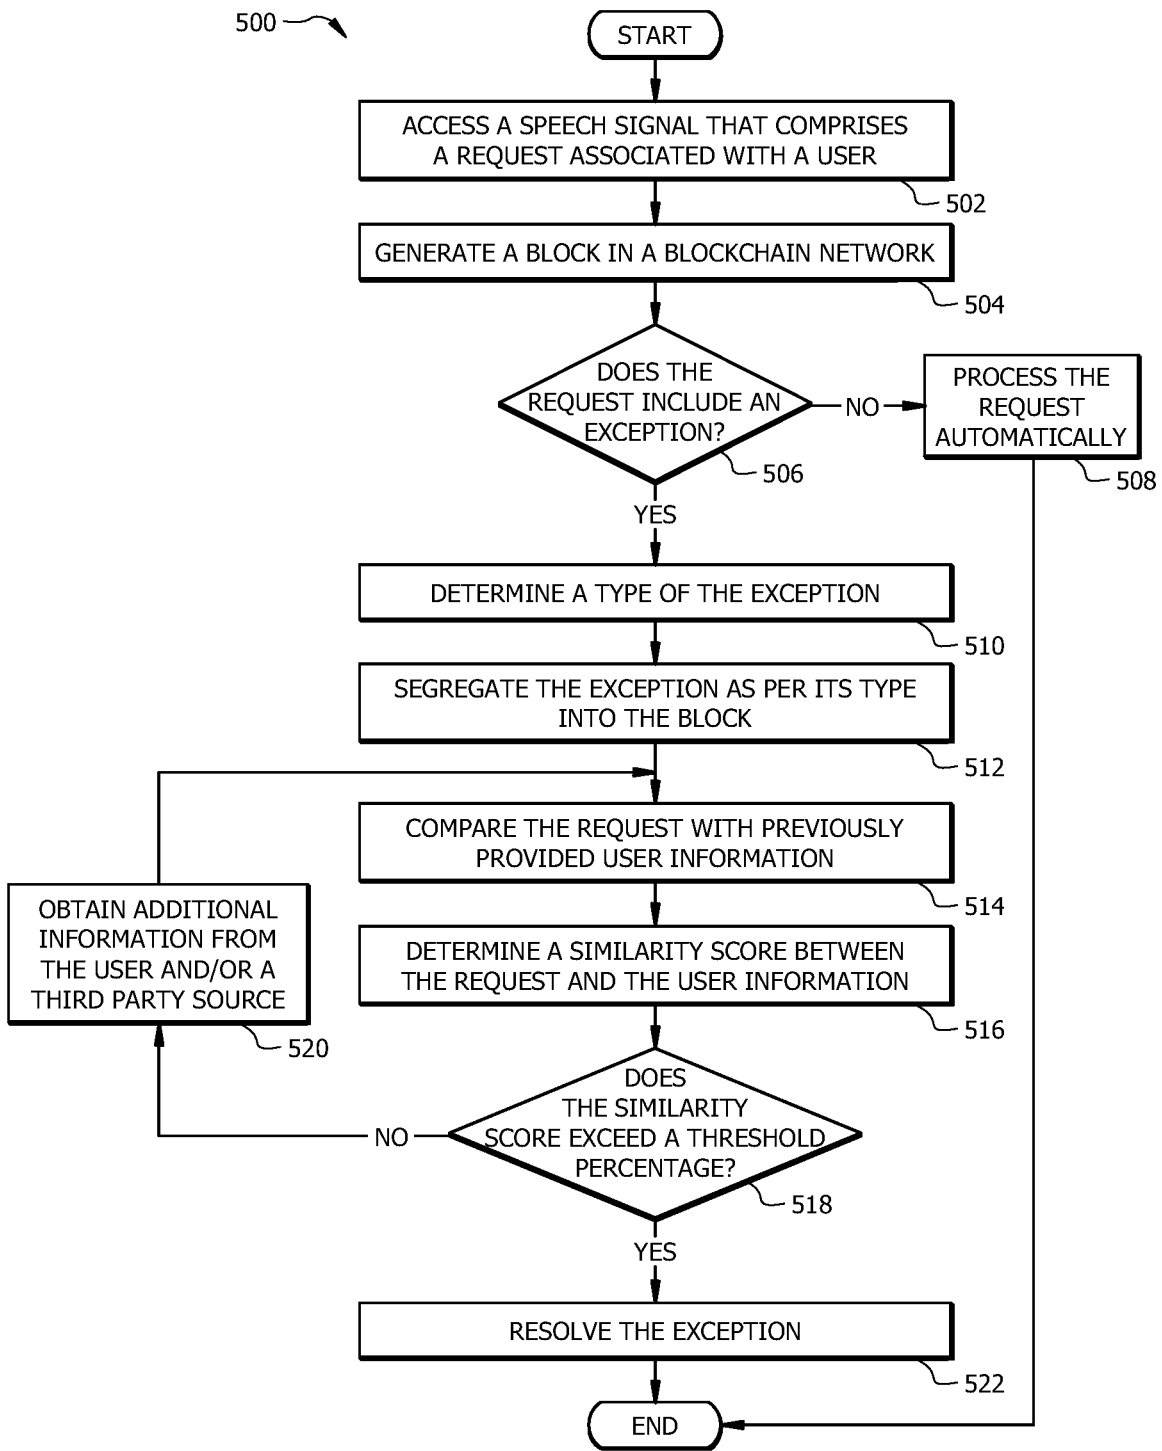 500
START
ACCESS A SPEECH SIGNAL THAT COMPRISES
A REQUEST ASSOCIATED WITH A USER
502
GENERATE A BLOCK IN A BLOCKCHAIN NETWORK
504
DOES THE
REQUEST INCLUDE AN
EXCEPTION?
506
NO
PROCESS THE
REQUEST
AUTOMATICALLY
508
YES
DETERMINE A TYPE OF THE EXCEPTION
510
SEGREGATE THE EXCEPTION AS PER ITS TYPE
INTO THE BLOCK
512
COMPARE THE REQUEST WITH PREVIOUSLY
PROVIDED USER INFORMATION
514
DETERMINE A SIMILARITY SCORE BETWEEN
THE REQUEST AND THE USER INFORMATION
516
DOES
THE SIMILARITY
SCORE EXCEED A THRESHOLD
PERCENTAGE?
518
NO
OBTAIN ADDITIONAL
INFORMATION FROM
THE USER AND/OR A
THIRD PARTY SOURCE
520
YES
RESOLVE THE EXCEPTION
522
END